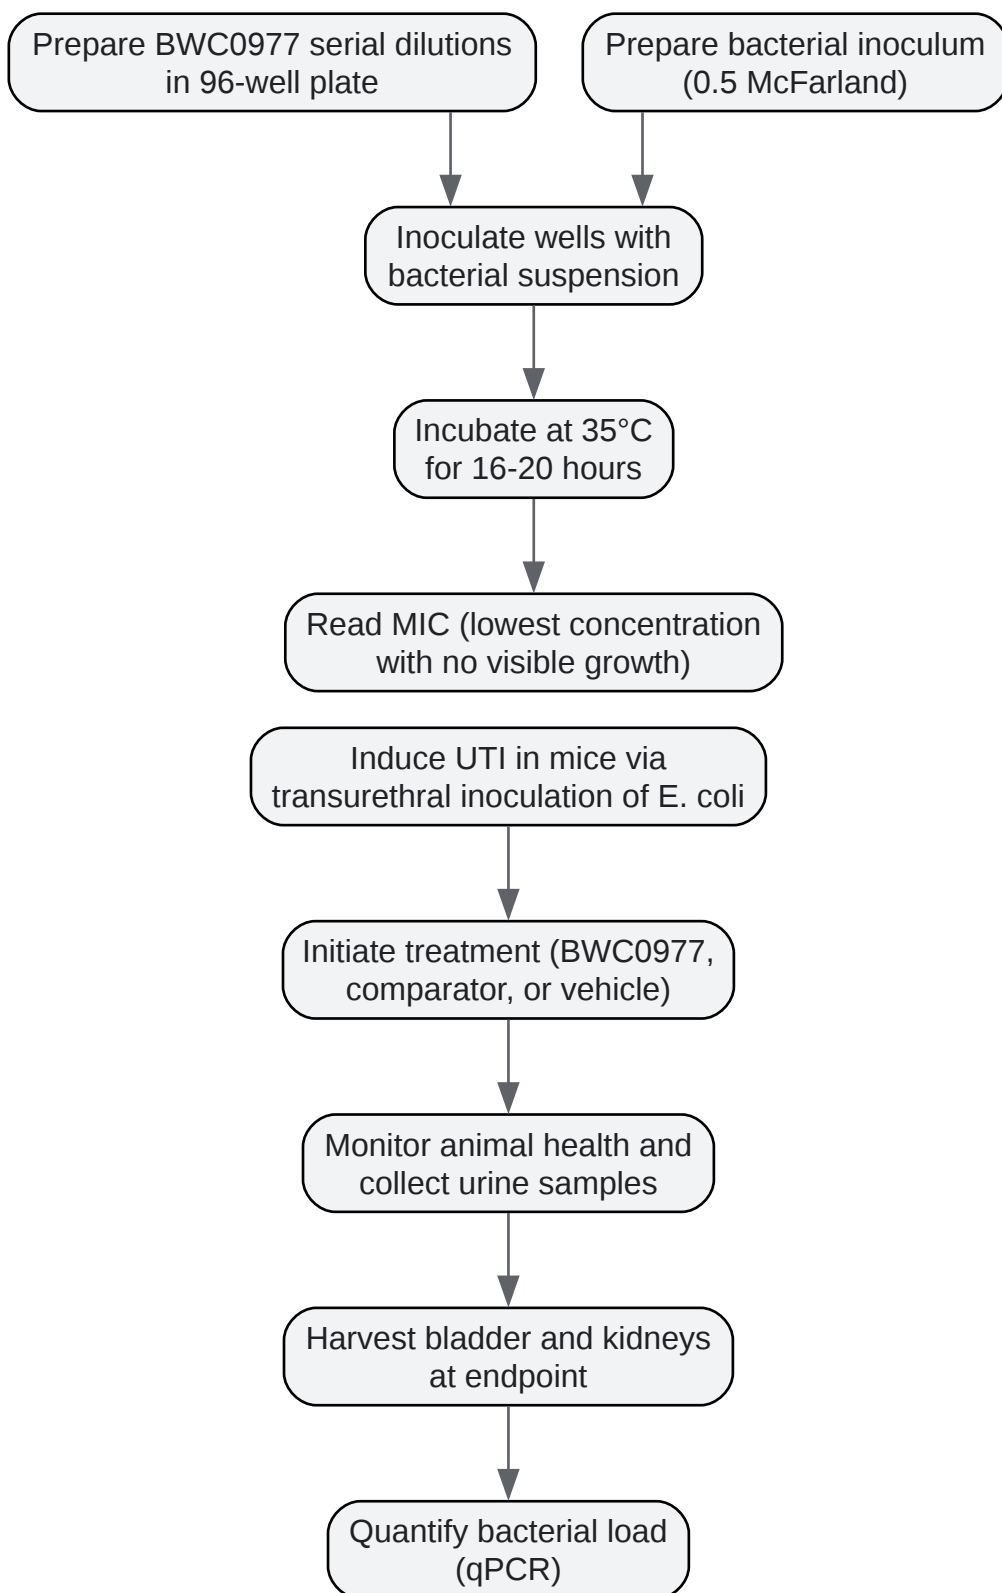 Prepare BWC0977 serial dilutions
in 96-well plate
Prepare bacterial inoculum
(0.5 McFarland)
Inoculate wells with
bacterial suspension
Incubate at 35°C
for 16-20 hours
Read MIC (lowest concentration
with no visible growth)
Induce UTI in mice via
transurethral inoculation of E. coli
Initiate treatment (BWC0977,
comparator, or vehicle)
Monitor animal health and
collect urine samples
Harvest bladder and kidneys
at endpoint
Quantify bacterial load
(qPCR)